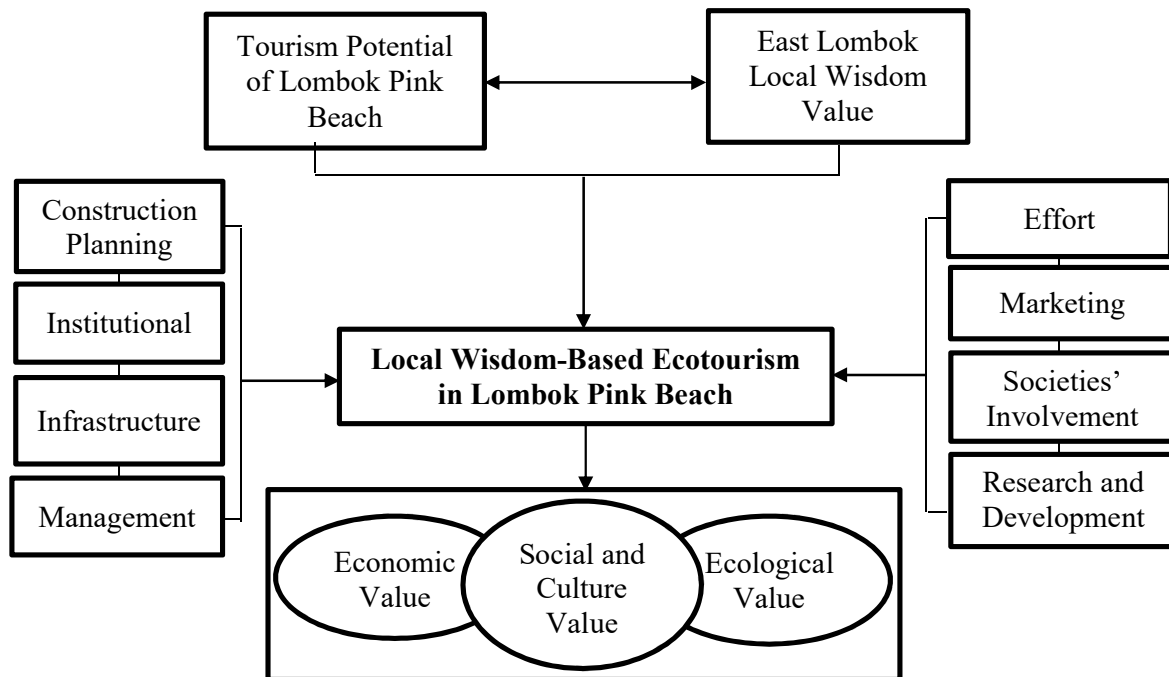 Tourism Potential
of Lombok Pink
Beach
East Lombok
Local Wisdom
Value
Construction
Planning
Institutional
Infrastructure
Management
Effort
Marketing
Societies’
Involvement
Research and
Development
Local Wisdom-Based Ecotourism
in Lombok Pink Beach
Economic
Value
Social and
Culture
Value
Ecological
Value